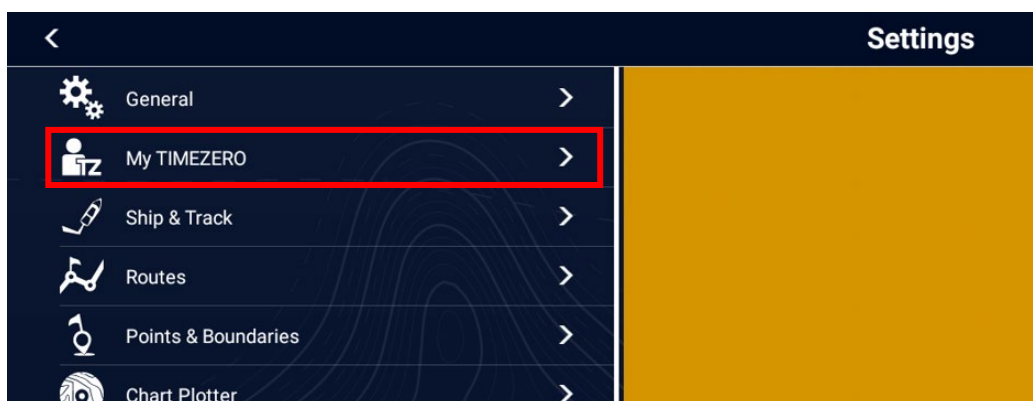 Settings
General
My TIMEZERO
Ship & Track
Routes
Points & Boundaries
Chart Plotter